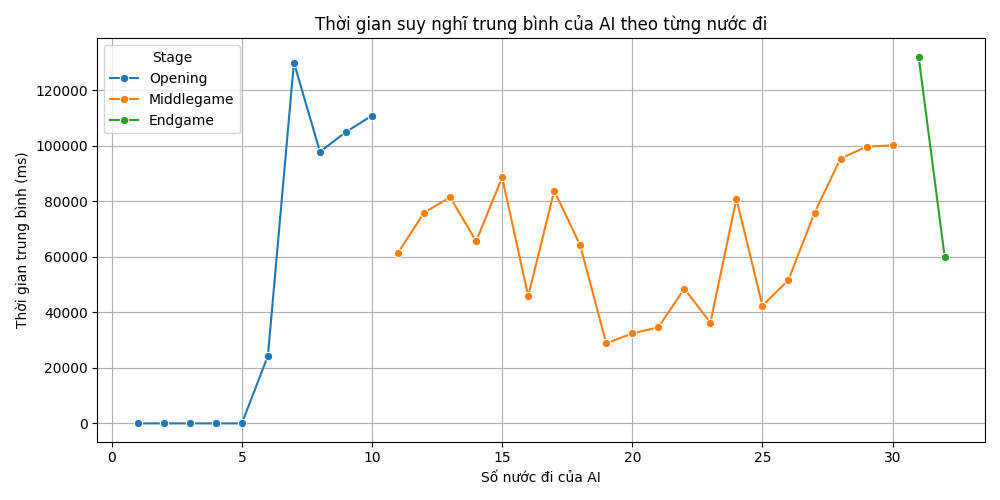 Thời gian suy nghĩ trung bình của AI theo từng nước đi
Stage
Opening
Middlegame
Endgame
Thời gian trung bình (ms)
120000
100000
80000
60000
40000
20000
0
0 5 10 15 20 25 30
Số nước đi của AI